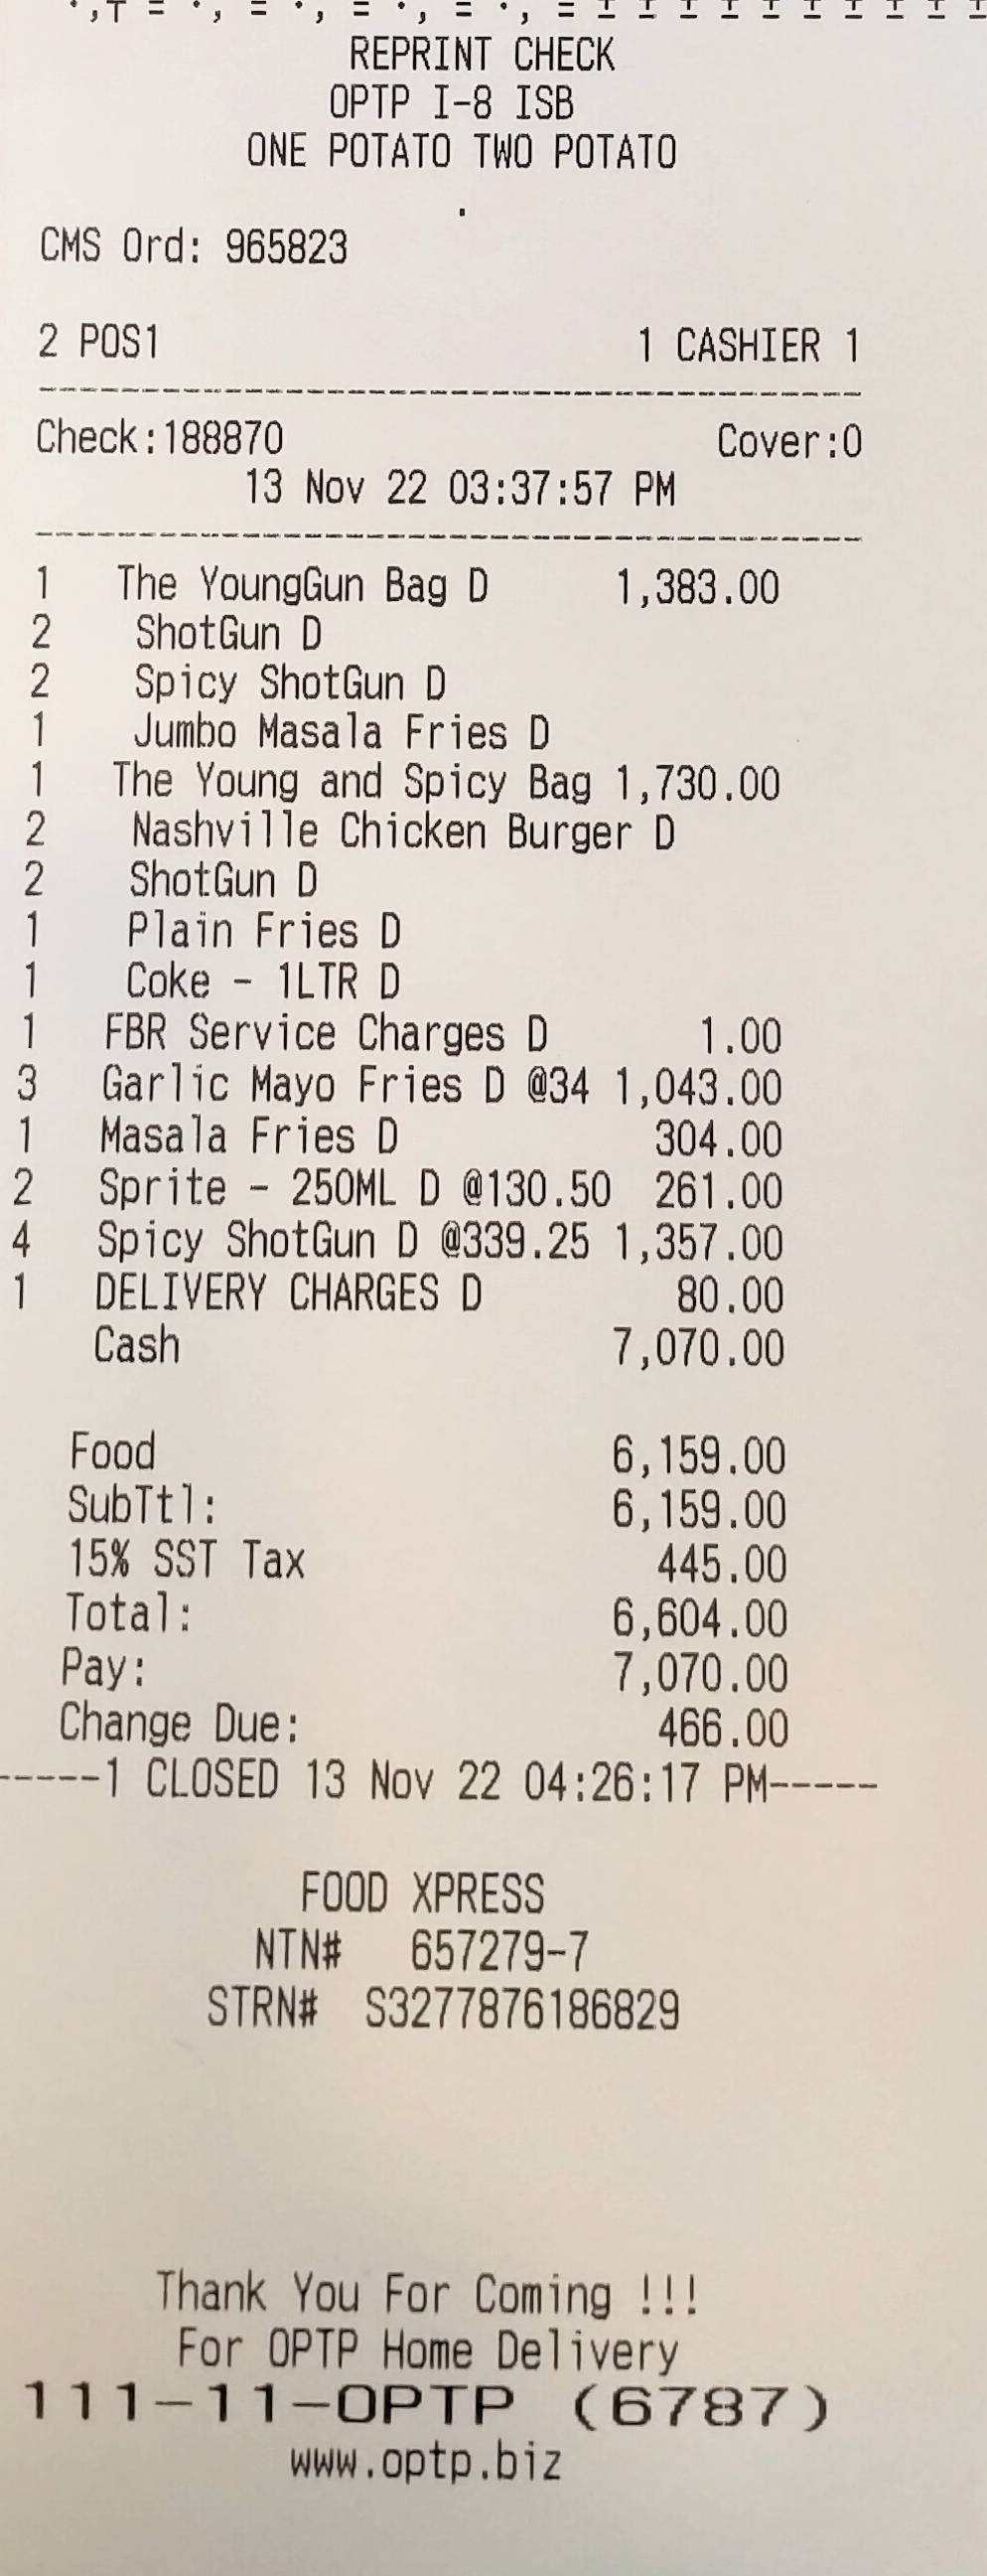 REPRINT CHECK
OPTP I-8 ISB
ONE POTATO TWO POTATO
.
CMS Ord: 965823
2 POS1 1 CASHIER 1
----------------------------------------
Check:188870 Cover:0
13 Nov 22 03:37:57 PM
----------------------------------------
1 The YoungGun Bag D 1,383.00
2 ShotGun D
2 Spicy ShotGun D
1 Jumbo Masala Fries D
1 The Young and Spicy Bag 1,730.00
2 Nashville Chicken Burger D
2 ShotGun D
1 Plain Fries D
1 Coke - 1LTR D
1 FBR Service Charges D 1.00
3 Garlic Mayo Fries D @34 1,043.00
1 Masala Fries D 304.00
2 Sprite - 250ML D @130.50 261.00
4 Spicy ShotGun D @339.25 1,357.00
1 DELIVERY CHARGES D 80.00
Cash 7,070.00
Food 6,159.00
SubTtl: 6,159.00
15% SST Tax 445.00
Total: 6,604.00
Pay: 7,070.00
Change Due: 466.00
-----1 CLOSED 13 Nov 22 04:26:17 PM-----
FOOD XPRESS
NTN# 657279-7
STRN# S3277876186829
Thank You For Coming !!!
For OPTP Home Delivery
111-11-OPTP (6787)
www.optp.biz